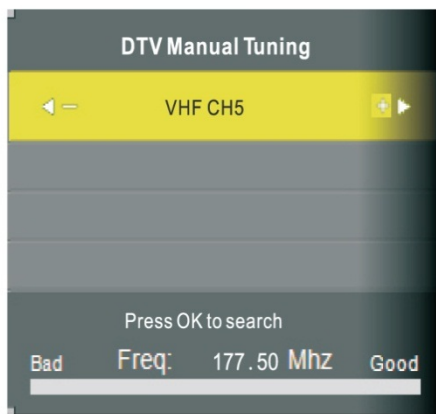 DTV Manual Tuning
− VHF CH5 +
Press OK to search
Bad Freq: 177.50 Mhz Good